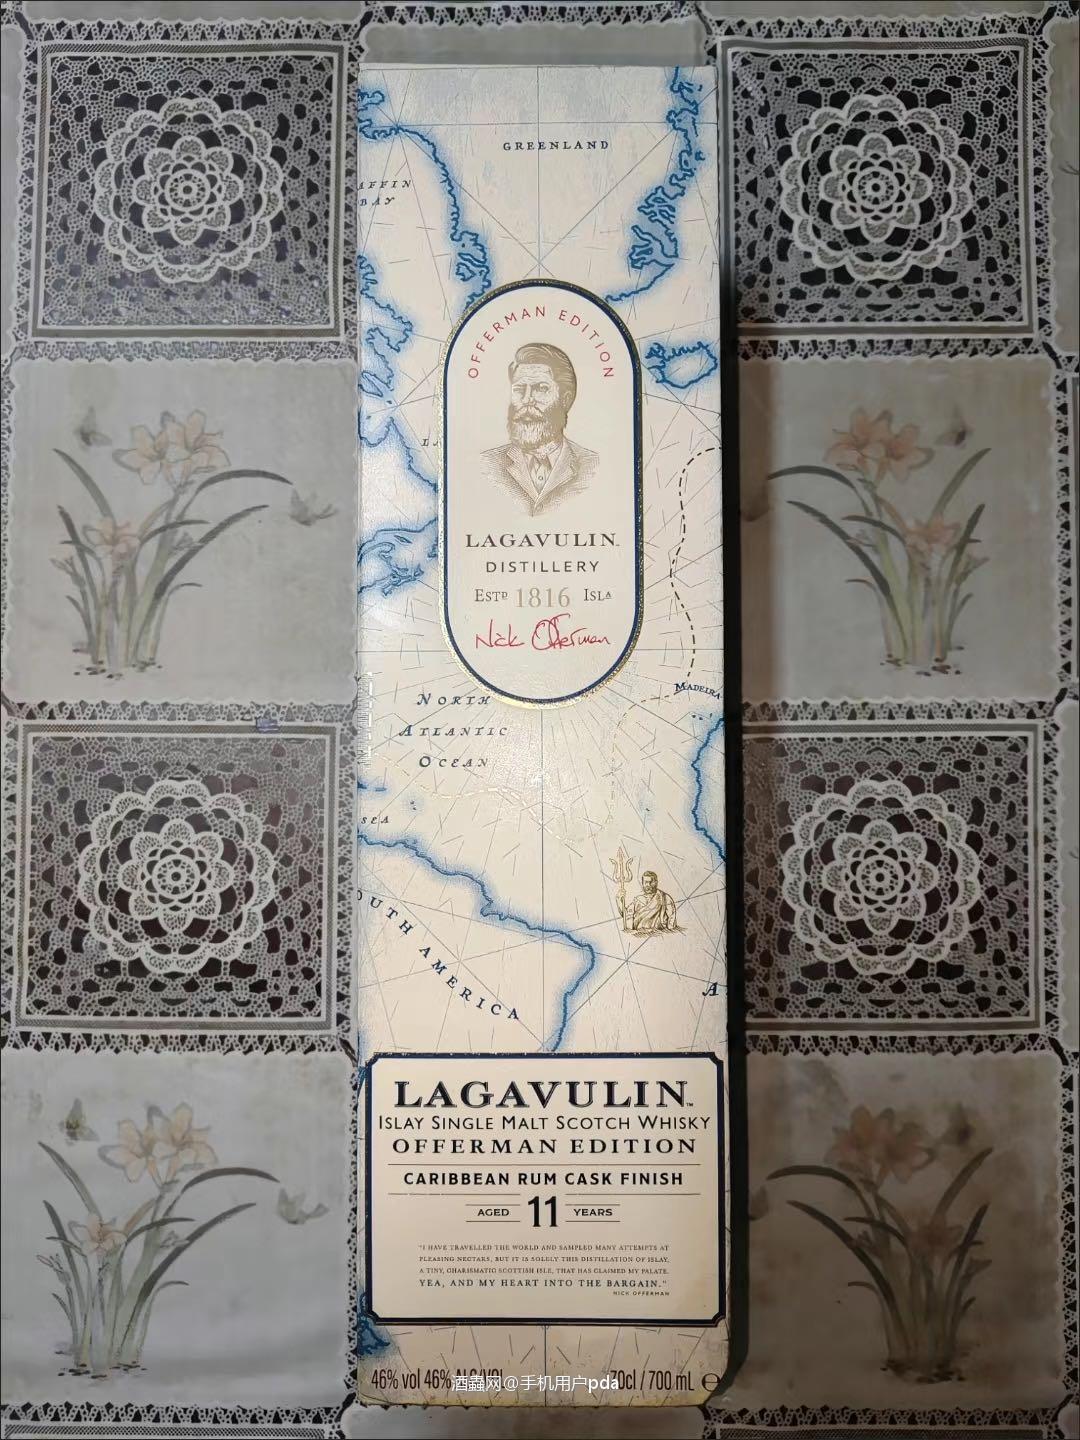 GREENLAND
AFFIN
BAY
OFFERMAN EDITION
LAGAVULIN
DISTILLERY
ESTD 1816 ISLA
Nick Offerman
MADEIRA
NORTH
ATLANTIC
OCEAN
SEA
OUTH AMERICA
A
LAGAVULIN™
ISLAY SINGLE MALT SCOTCH WHISKY
OFFERMAN EDITION
CARIBBEAN RUM CASK FINISH
AGED 11 YEARS
"I HAVE TRAVELLED THE WORLD AND SAMPLED MANY ATTEMPTS AT
PLEASING NECTARS, BUT IT IS SOLELY THIS DISTILLATION OF ISLAY,
A TINY, CHARISMATIC SCOTTISH ISLE, THAT HAS CLAIMED MY PALATE.
YEA, AND MY HEART INTO THE BARGAIN."
NICK OFFERMAN
46% vol 46% ALC/VOL 70cl / 700 mL ℮
酒蟲网@手机用户pda